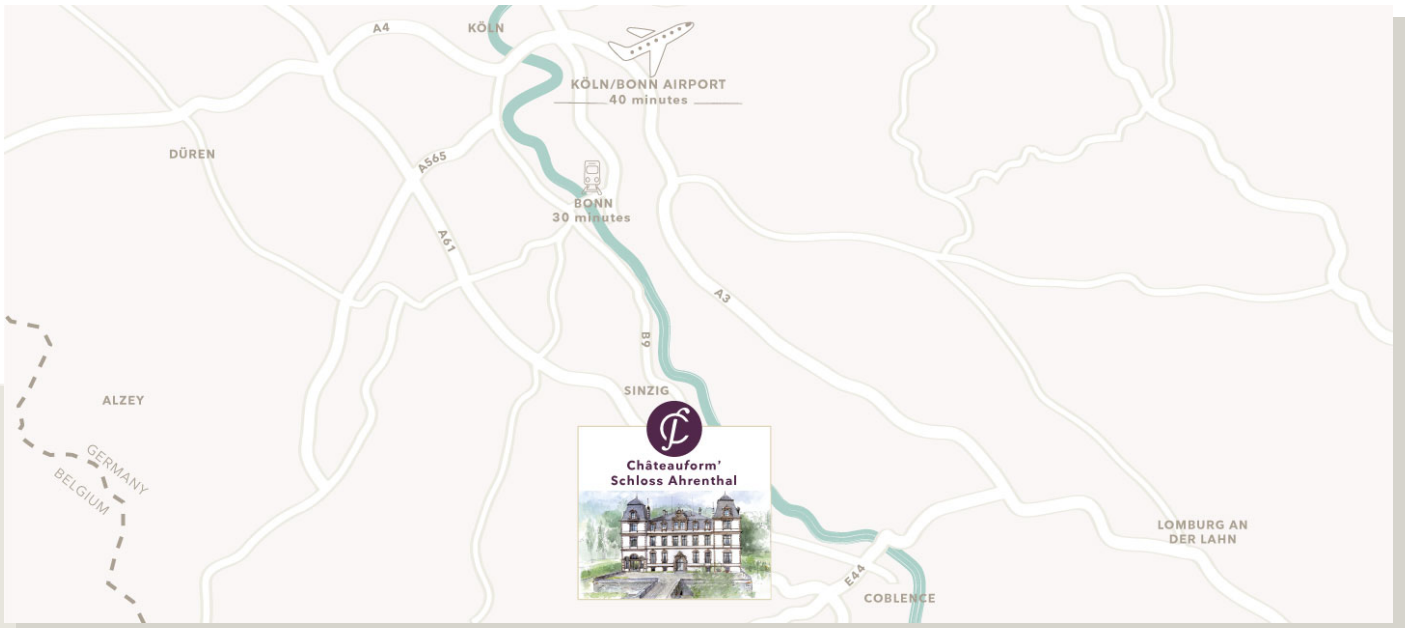 A4
KÖLN
KÖLN/BONN AIRPORT
40 minutes
DÜREN
A565
BONN
30 minutes
A61
A3
B9
SINZIG
ALZEY
GERMANY
BELGIUM
Châteauform'
Schloss Ahrenthal
LOMBURG AN
DER LAHN
E44
COBLENCE